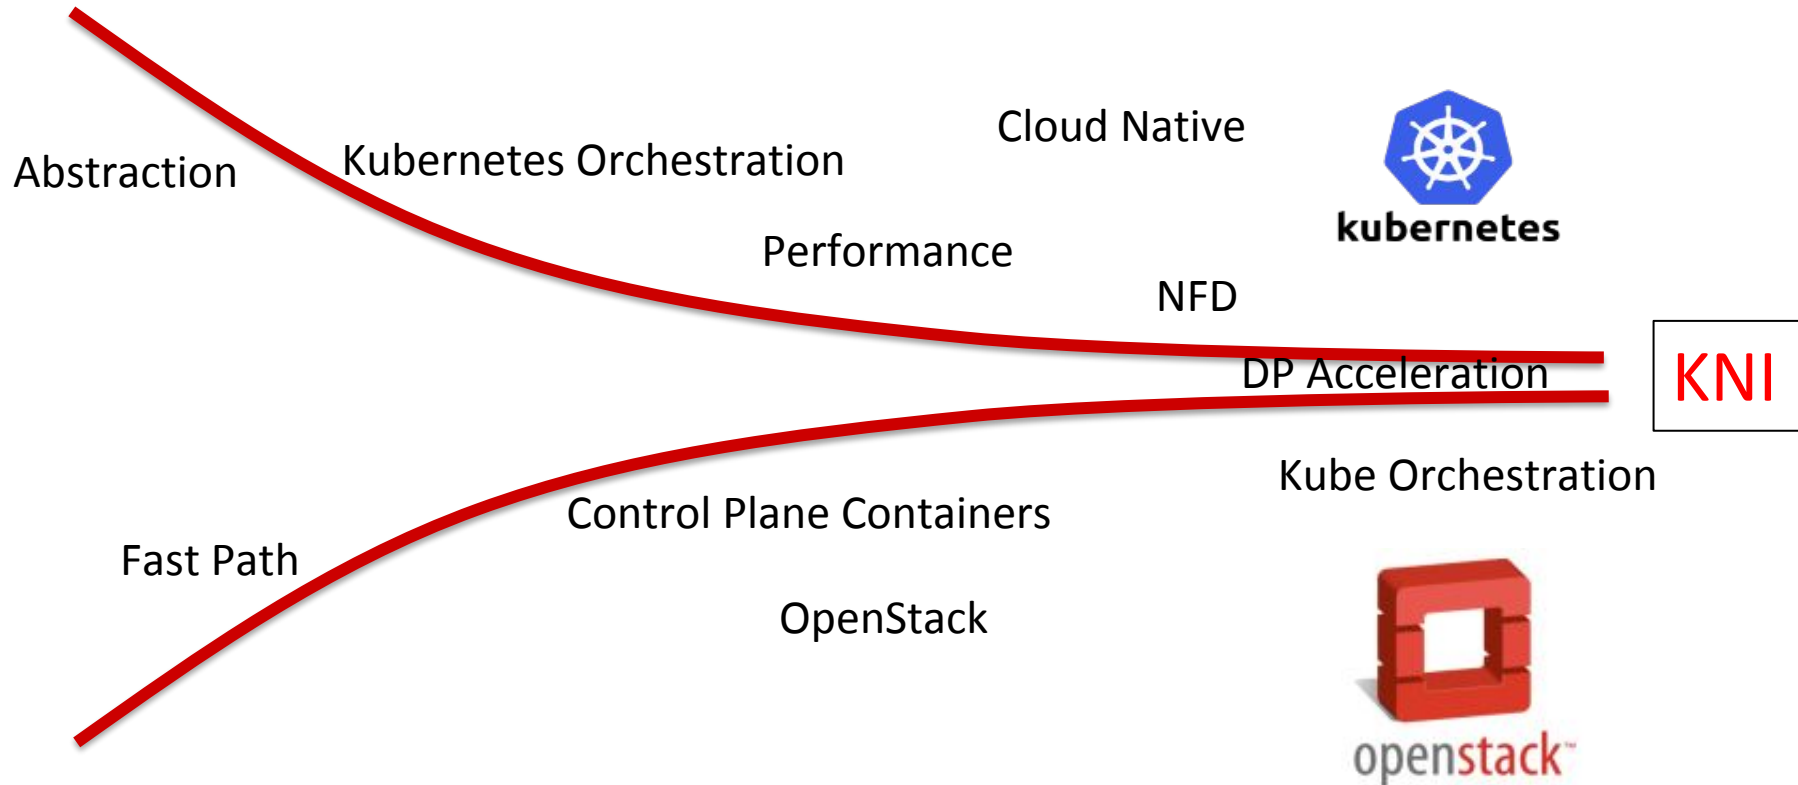 Cloud Native
Kubernetes Orchestration
Abstraction
kubernetes
Performance
NFD
DP Acceleration
KNI
Kube Orchestration
Control Plane Containers
Fast Path
OpenStack
openstack™